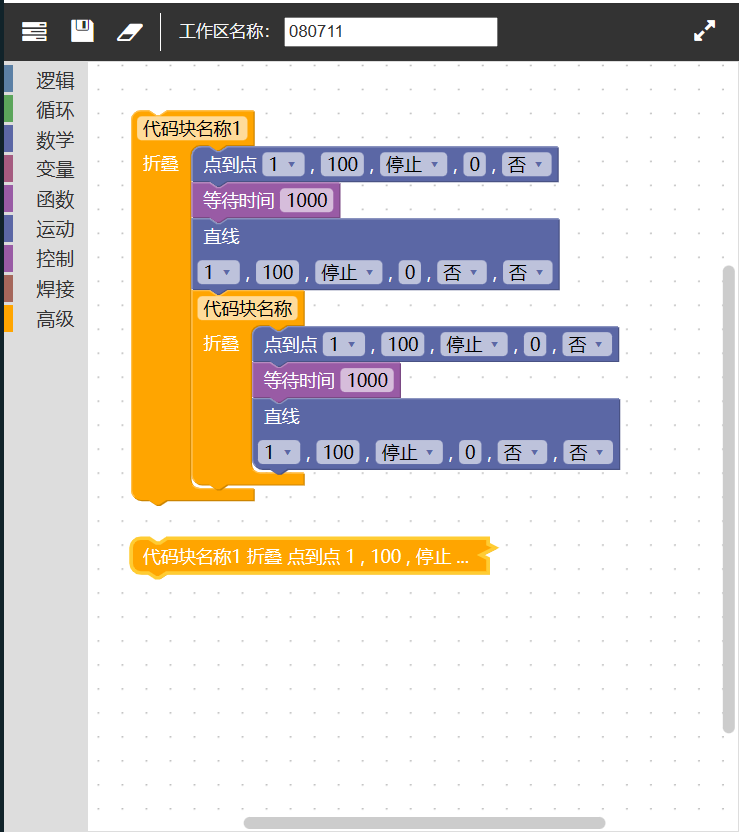 工作区名称： 080711
逻辑
循环
数学
变量
函数
运动
控制
焊接
高级
代码块名称1
折叠 点到点 1 , 100 , 停止 , 0 , 否
等待时间 1000
直线
1 , 100 , 停止 , 0 , 否 , 否
代码块名称
折叠 点到点 1 , 100 , 停止 , 0 , 否
等待时间 1000
直线
1 , 100 , 停止 , 0 , 否 , 否
代码块名称1 折叠 点到点 1 , 100 , 停止 ...